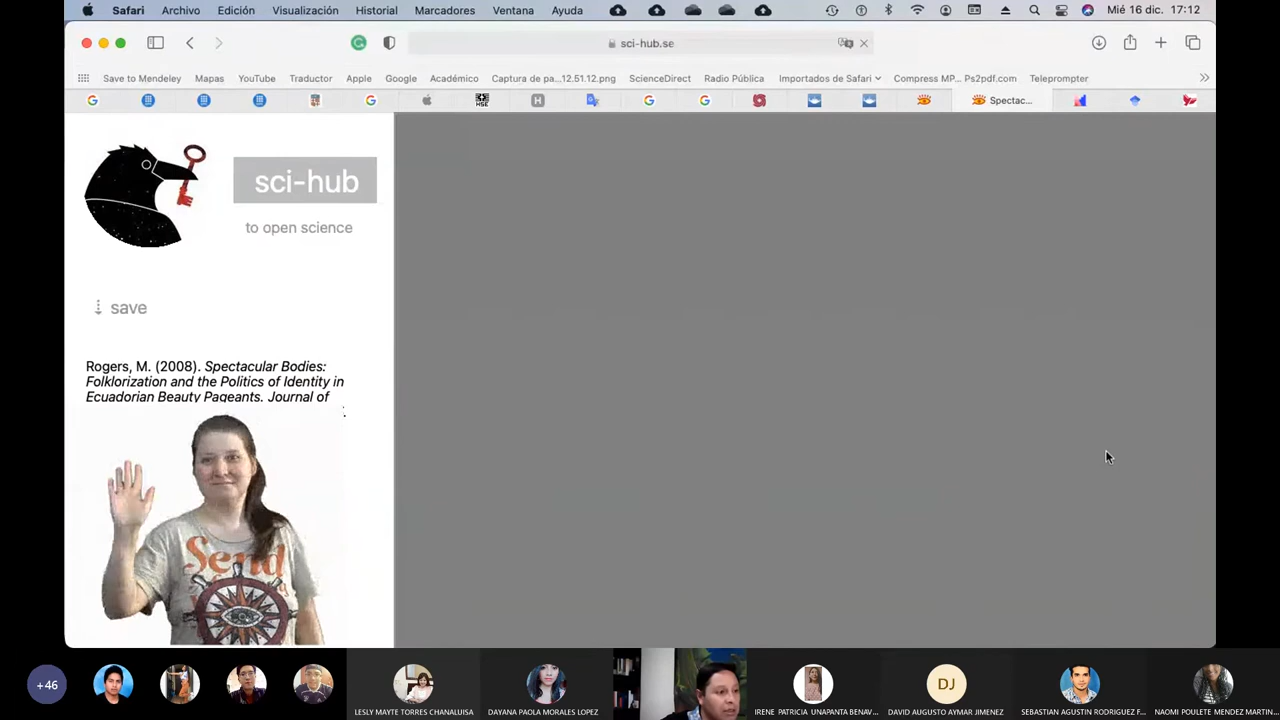 Safari Archivo Edición Visualización Historial Marcadores Ventana Ayuda Mié 16 dic. 17:12
sci-hub.se
Save to Mendeley Mapas YouTube Traductor Apple Google Académico Captura de pa...12.51.12.png ScienceDirect Radio Pública Importados de Safari Compress MP... Ps2pdf.com Teleprompter
HSE H Spectac...
sci-hub
to open science
save
Rogers, M. (2008). Spectacular Bodies:
Folklorization and the Politics of Identity in
Ecuadorian Beauty Pageants. Journal of
Send
+46
DJ
LESLY MAYTE TORRES CHANALUISA DAYANA PAOLA MORALES LOPEZ IRENE PATRICIA UNAPANTA BENAV... DAVID AUGUSTO AYMAR JIMENEZ SEBASTIAN AGUSTIN RODRIGUEZ F... NAOMI POULETE MENDEZ MARTIN...